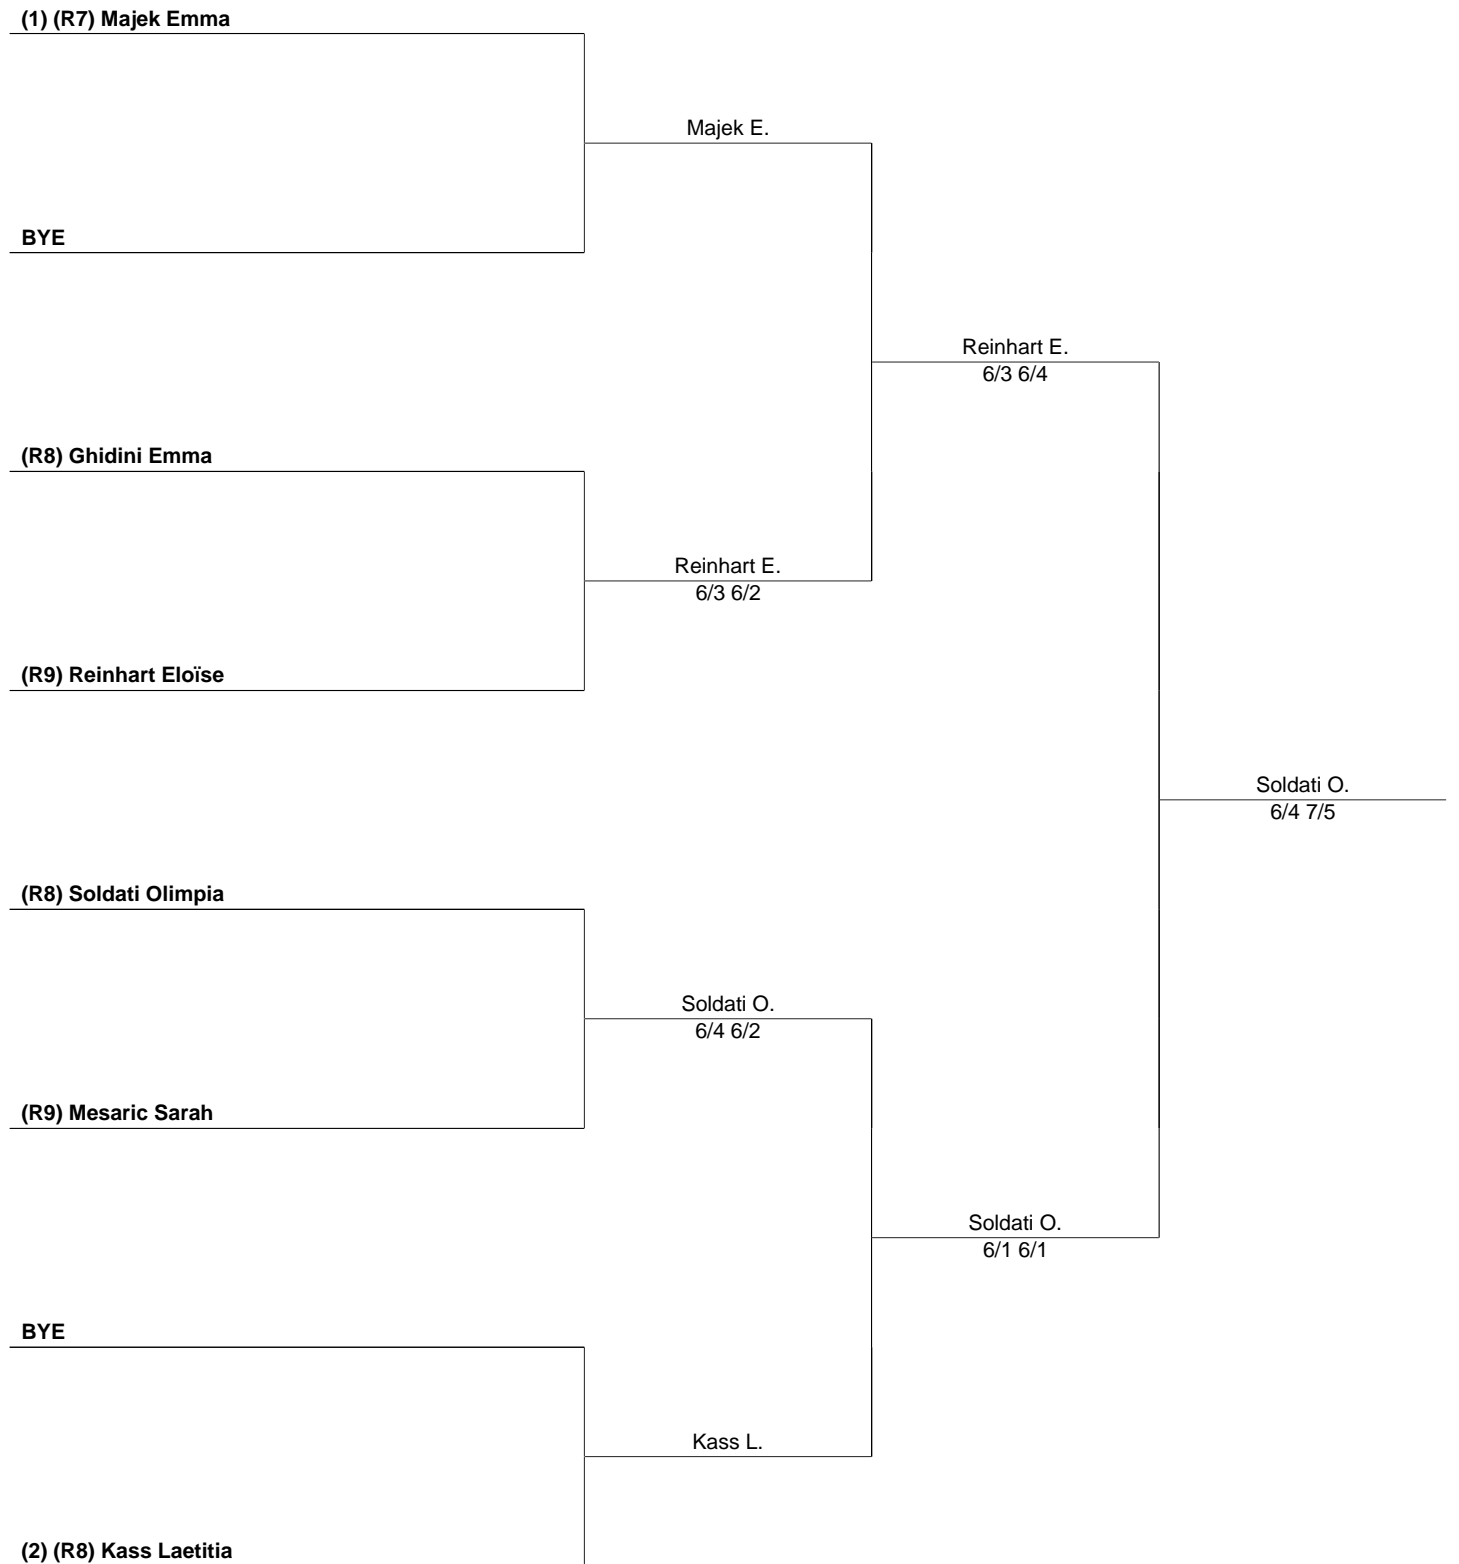 (1) (R7) Majek Emma
Majek E.
BYE
Reinhart E.
6/3 6/4
(R8) Ghidini Emma
Reinhart E.
6/3 6/2
(R9) Reinhart Eloïse
Soldati O.
6/4 7/5
(R8) Soldati Olimpia
Soldati O.
6/4 6/2
(R9) Mesaric Sarah
Soldati O.
6/1 6/1
BYE
Kass L.
(2) (R8) Kass Laetitia